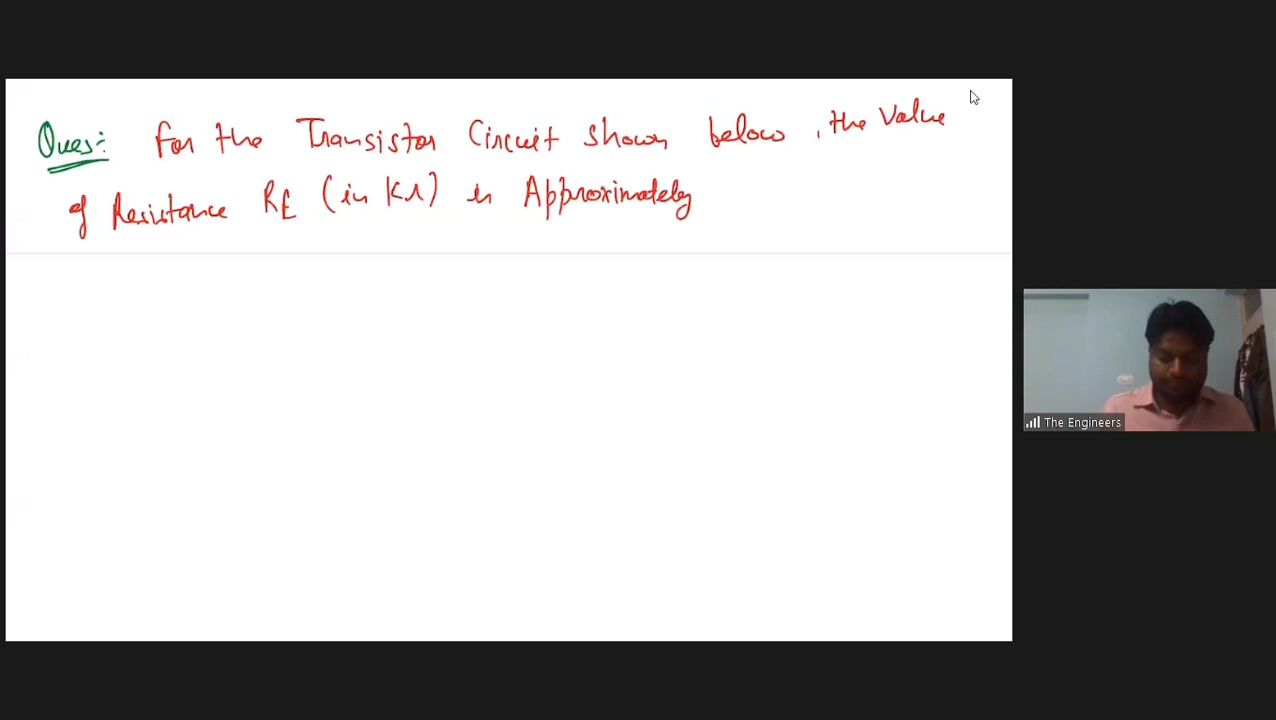 Ques:- For the Transistor Circuit shown below, the Value
of Resistance RE (in KΩ) is Approximately
The Engineers